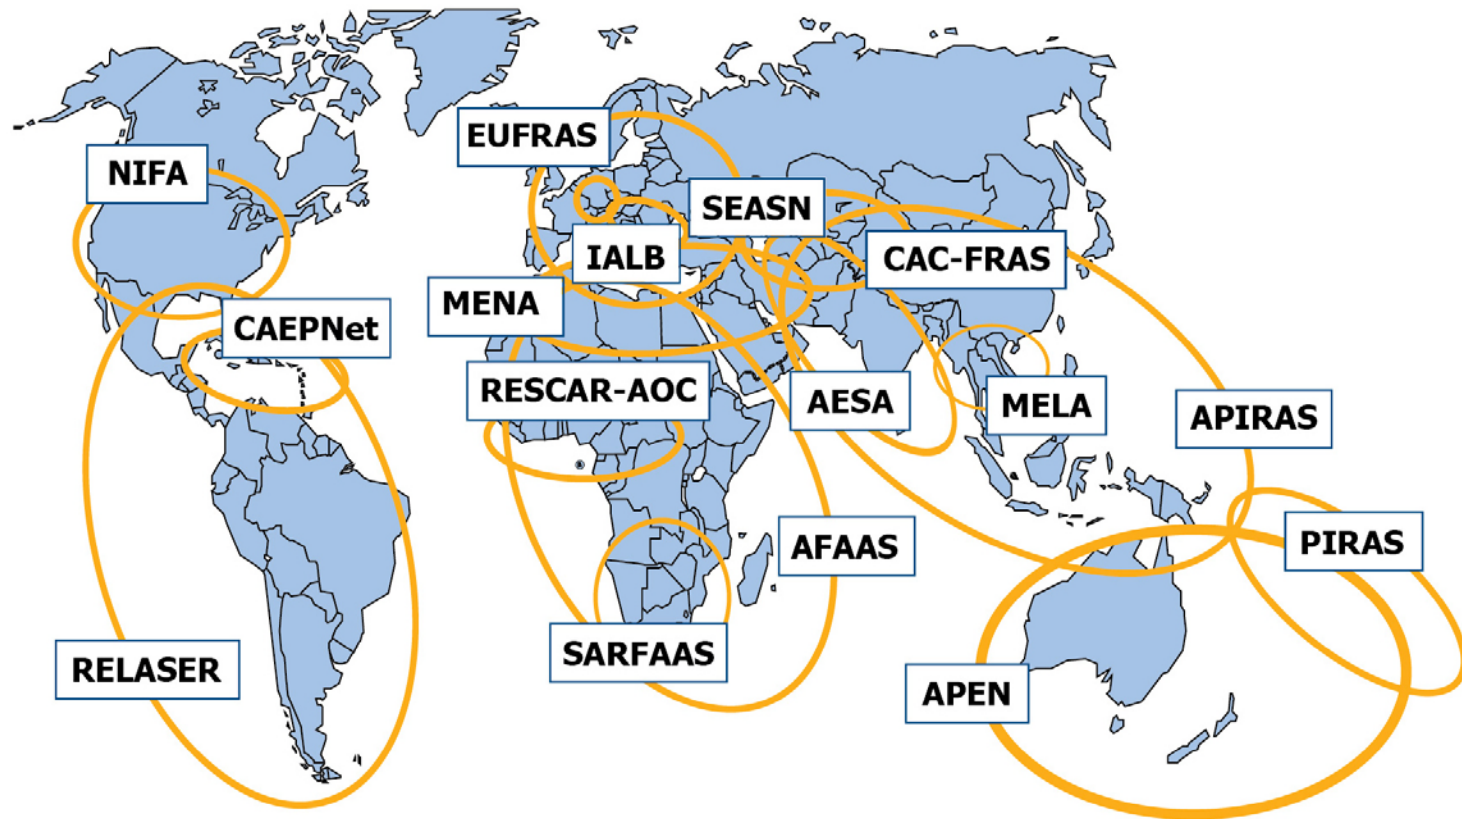 EUFRAS
NIFA
SEASN
IALB
CAC-FRAS
MENA
CAEPNet
RESCAR-AOC
AESA
MELA
APIRAS
AFAAS
PIRAS
SARFAAS
RELASER
APEN